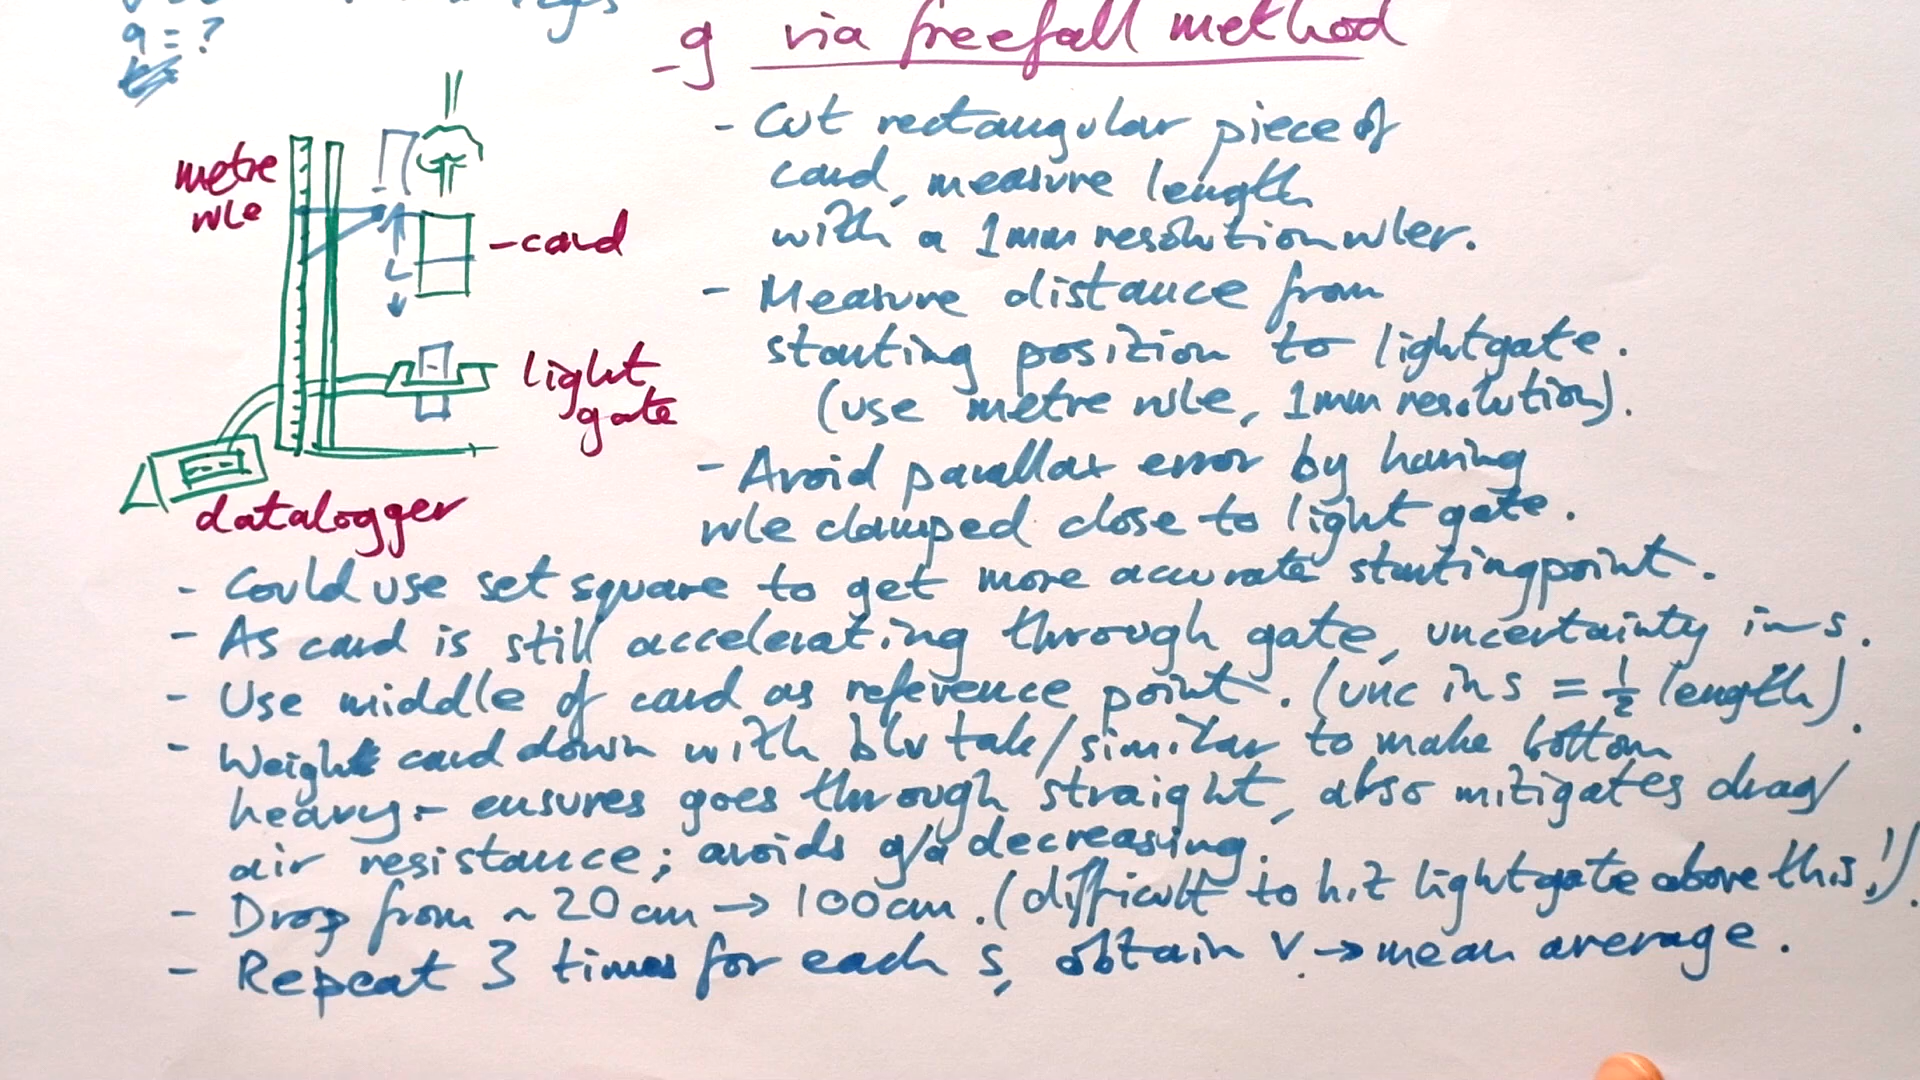 a = ?
- g via freefall method
- Cut rectangular piece of
card, measure length
with a 1mm resolution ruler.
- Measure distance from
starting position to lightgate.
(use metre rule, 1mm resolution).
- Avoid parallax error by having
rule clamped close to light gate.
metre
rule
L
- card
light
gate
datalogger
- Could use set square to get more accurate starting point.
- As card is still accelerating through gate, uncertainty in s.
- Use middle of card as reference point. (unc in s = ½ length).
- Weight card down with blu tak/similar to make bottom
heavy - ensures goes through straight, also mitigates drag/
air resistance; avoids g/a decreasing.
- Drop from ~ 20cm → 100cm. (difficult to hit lightgate above this!).
- Repeat 3 times for each s, obtain v → mean average.